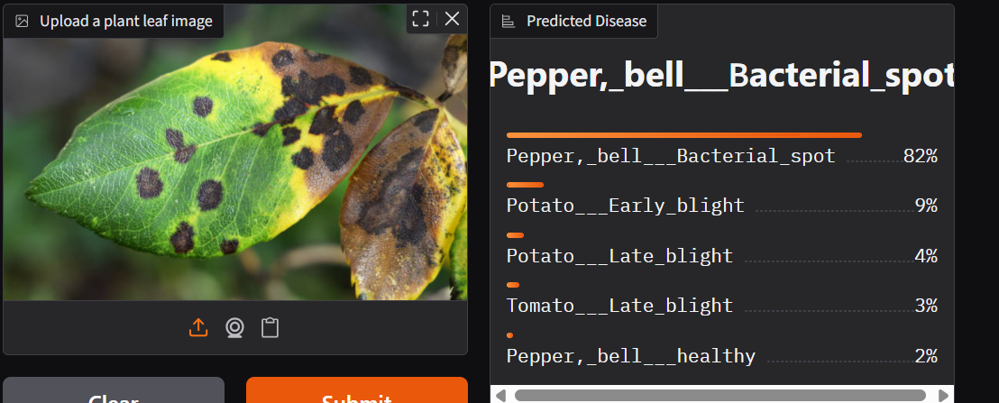 Upload a plant leaf image
Predicted Disease
Pepper,_bell___Bacterial_spot
Pepper,_bell___Bacterial_spot 82%
Potato___Early_blight 9%
Potato___Late_blight 4%
Tomato___Late_blight 3%
Pepper,_bell___healthy 2%
Clear
Submit